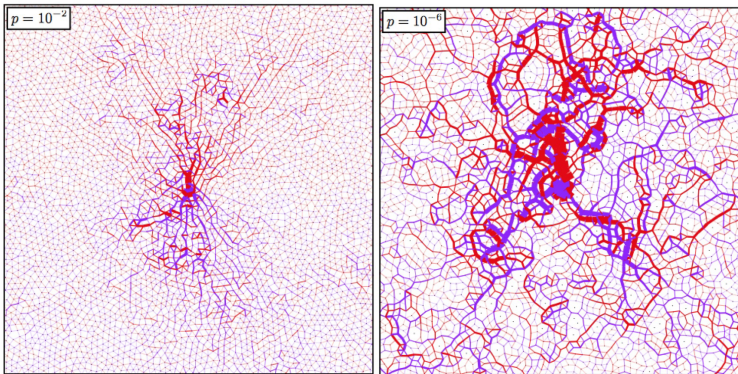 p = 10⁻²
p = 10⁻⁶